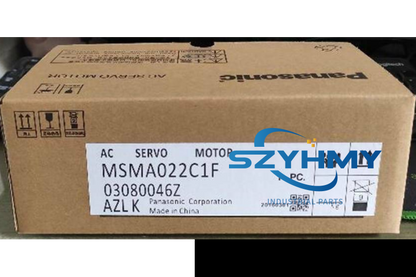 Panasonic
AC SERVO MOTOR
AC SERVO MOTOR
MSMA022C1F
03080046Z
AZL K
Panasonic Corporation
Made in China
PC.
SZYHMY
INDUSTRIAL PARTS